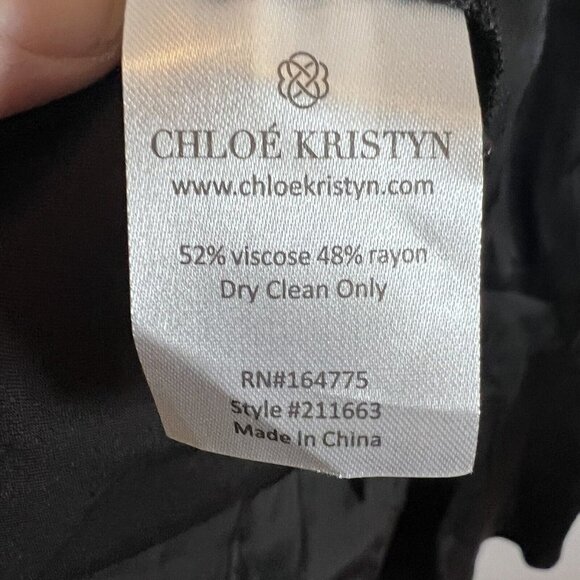 CHLOÉ KRISTYN
www.chloekristyn.com
52% viscose 48% rayon
Dry Clean Only
RN#164775
Style #211663
Made In China